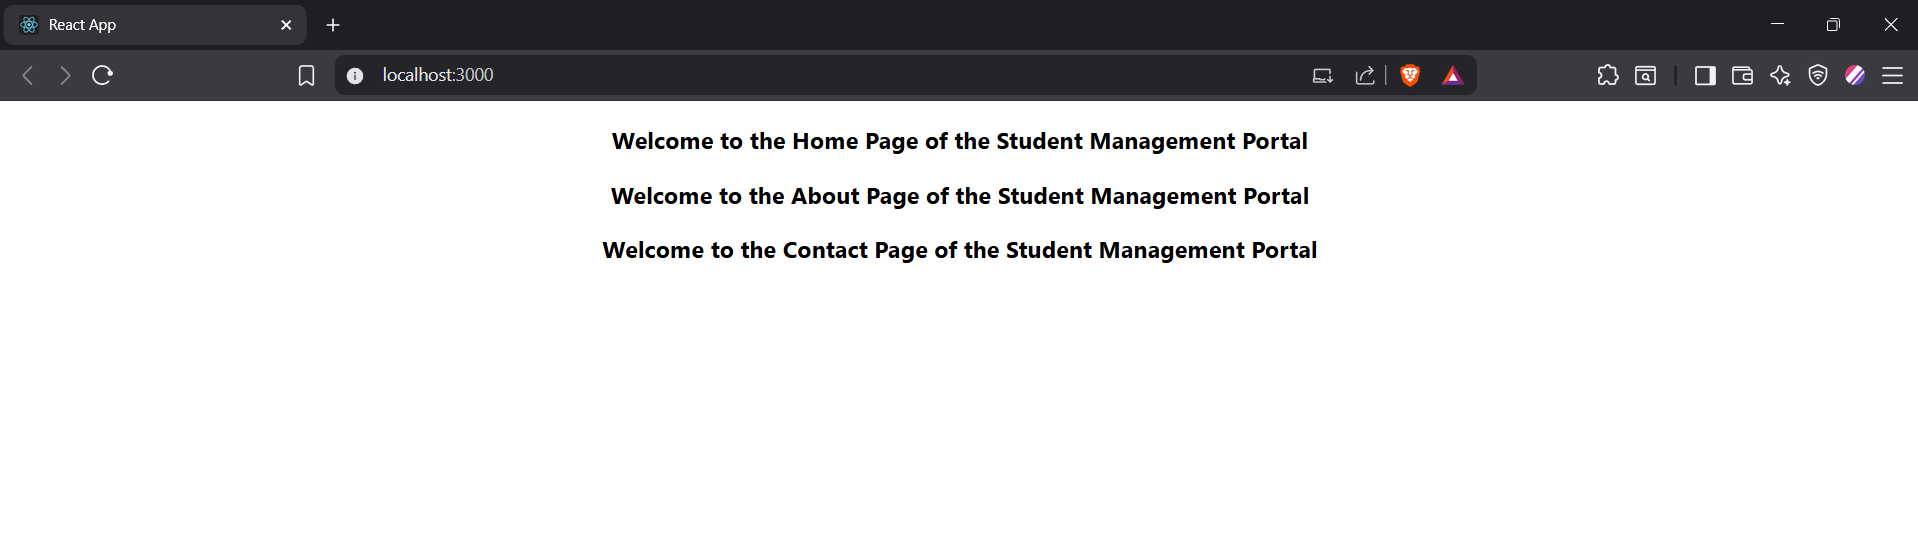 React App
localhost:3000
Welcome to the Home Page of the Student Management Portal
Welcome to the About Page of the Student Management Portal
Welcome to the Contact Page of the Student Management Portal